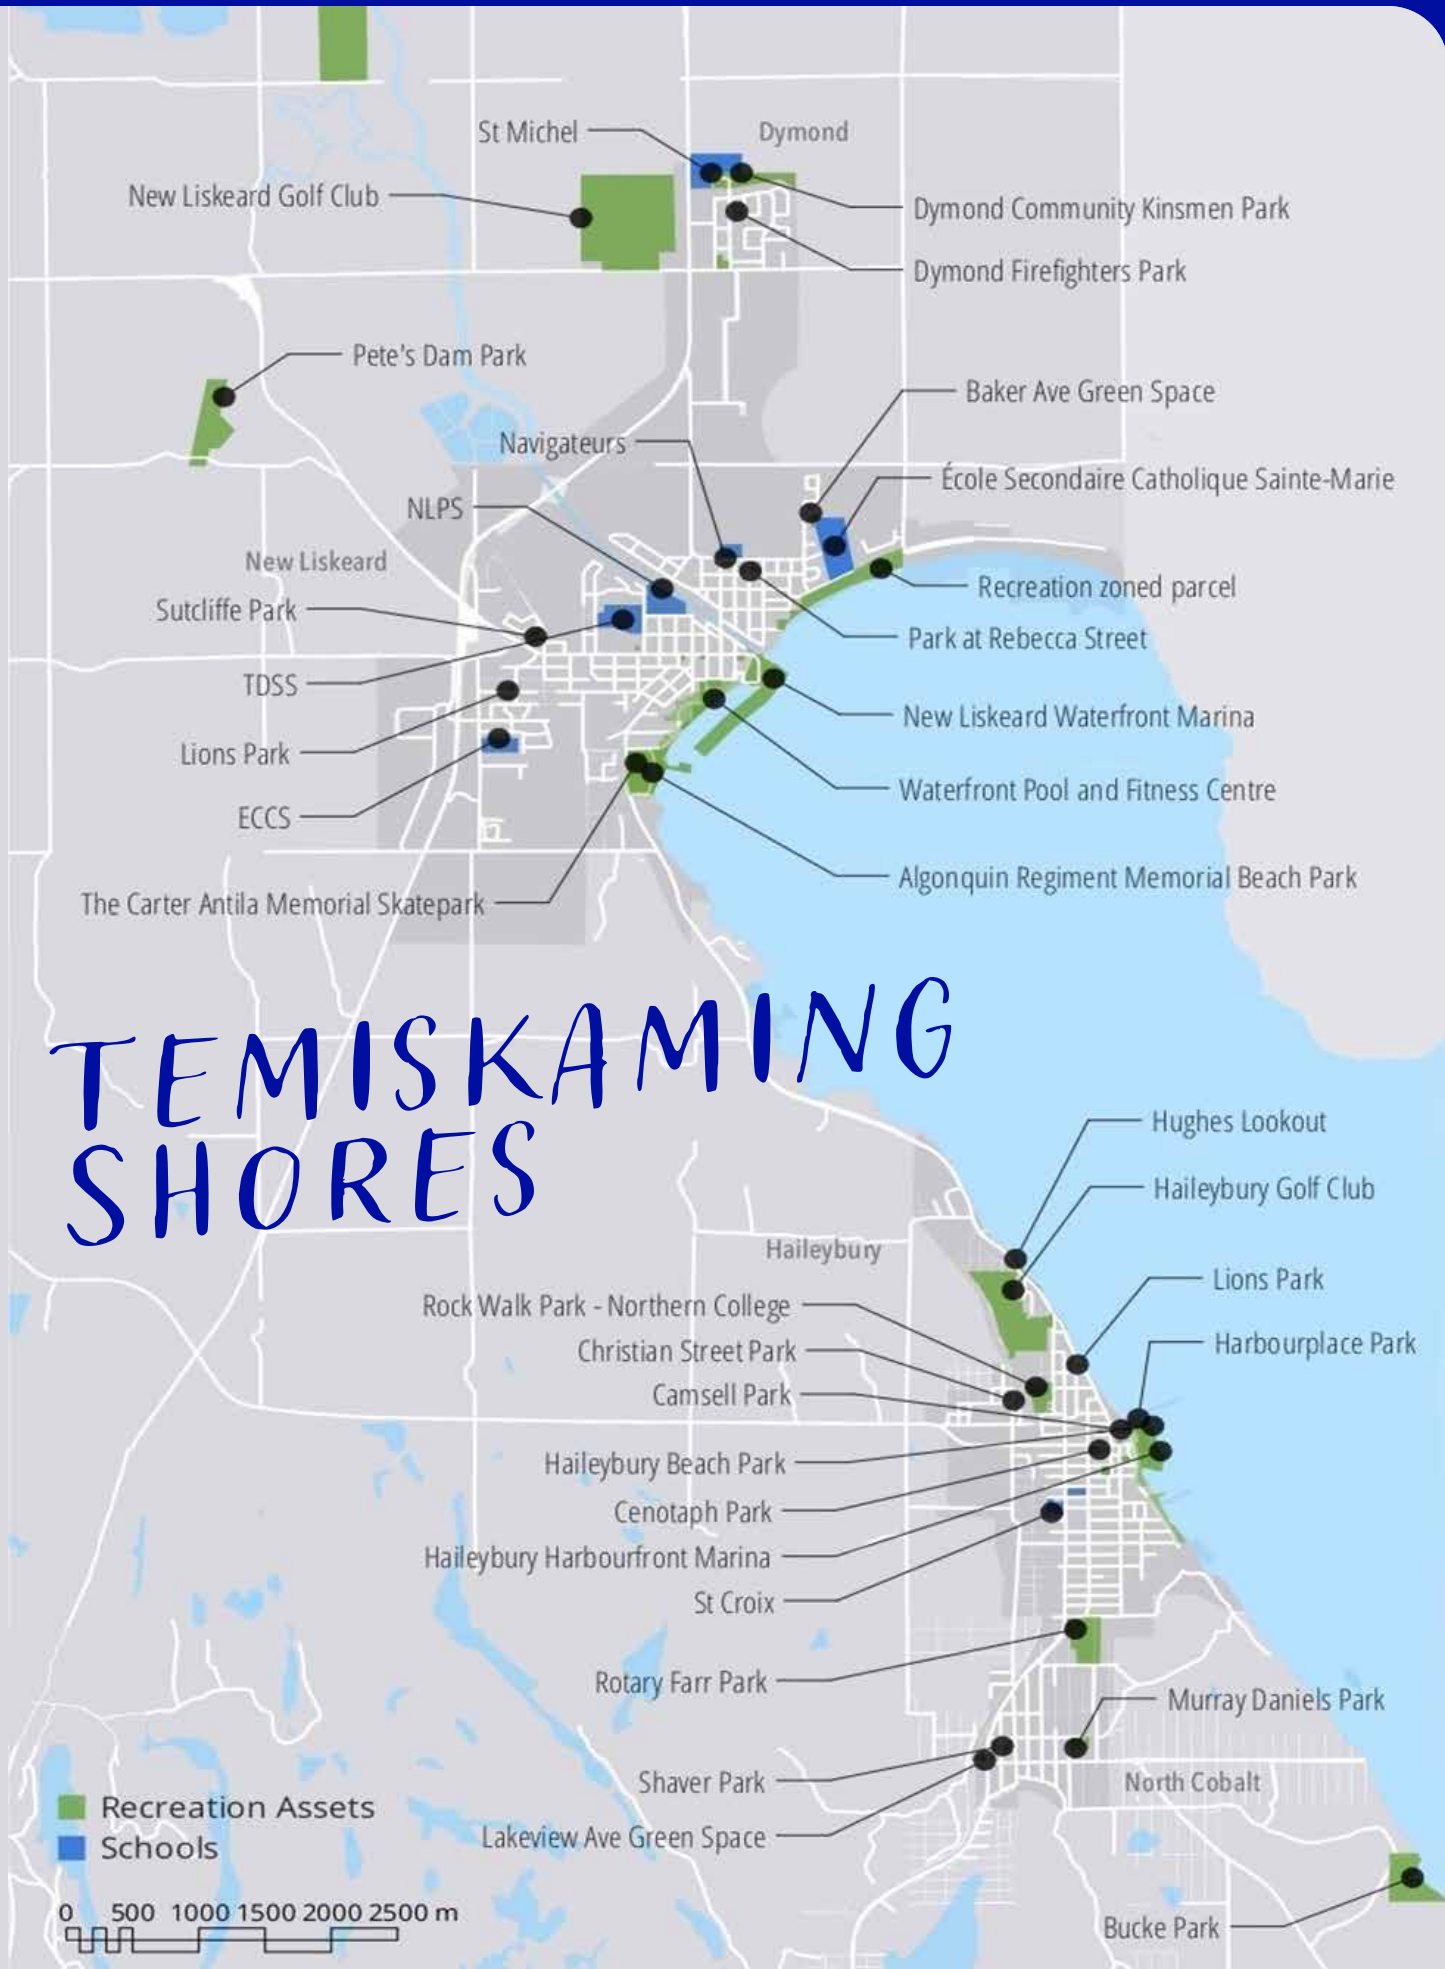 St Michel
Dymond
New Liskeard Golf Club
Dymond Community Kinsmen Park
Dymond Firefighters Park
Pete's Dam Park
Baker Ave Green Space
Navigateurs
École Secondaire Catholique Sainte-Marie
NLPS
New Liskeard
Recreation zoned parcel
Sutcliffe Park
Park at Rebecca Street
TDSS
New Liskeard Waterfront Marina
Lions Park
Waterfront Pool and Fitness Centre
ECCS
Algonquin Regiment Memorial Beach Park
The Carter Antila Memorial Skatepark
TEMISKAMING
SHORES
Hughes Lookout
Haileybury Golf Club
Haileybury
Lions Park
Rock Walk Park - Northern College
Harbourplace Park
Christian Street Park
Camsell Park
Haileybury Beach Park
Cenotaph Park
Haileybury Harbourfront Marina
St Croix
Rotary Farr Park
Murray Daniels Park
Shaver Park
North Cobalt
Lakeview Ave Green Space
Recreation Assets
Schools
0 500 1000 1500 2000 2500 m
Bucke Park